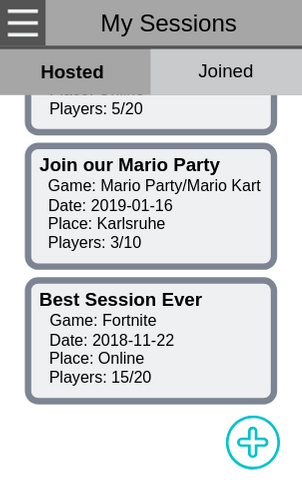 My Sessions
Hosted
Joined
Players: 5/20
Join our Mario Party
Game: Mario Party/Mario Kart
Date: 2019-01-16
Place: Karlsruhe
Players: 3/10
Best Session Ever
Game: Fortnite
Date: 2018-11-22
Place: Online
Players: 15/20